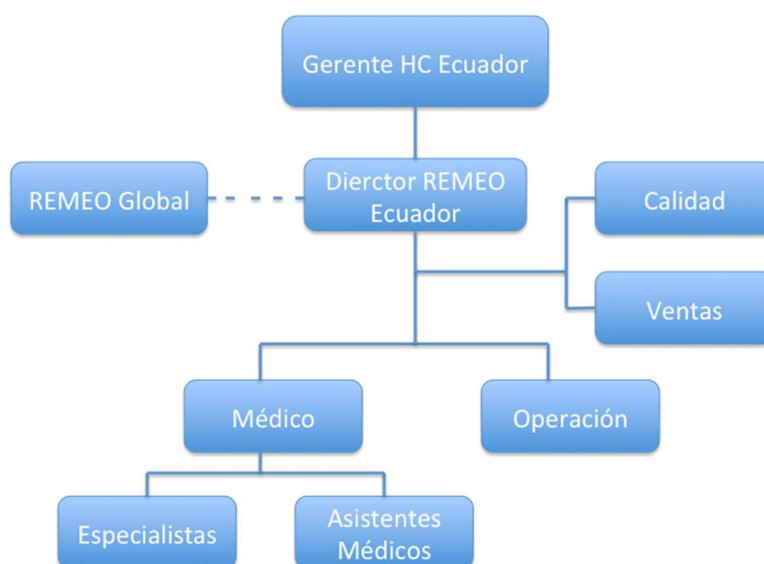 Gerente HC Ecuador
REMEO Global
Dierctor REMEO
Ecuador
Calidad
Ventas
Médico
Operación
Especialistas
Asistentes
Médicos